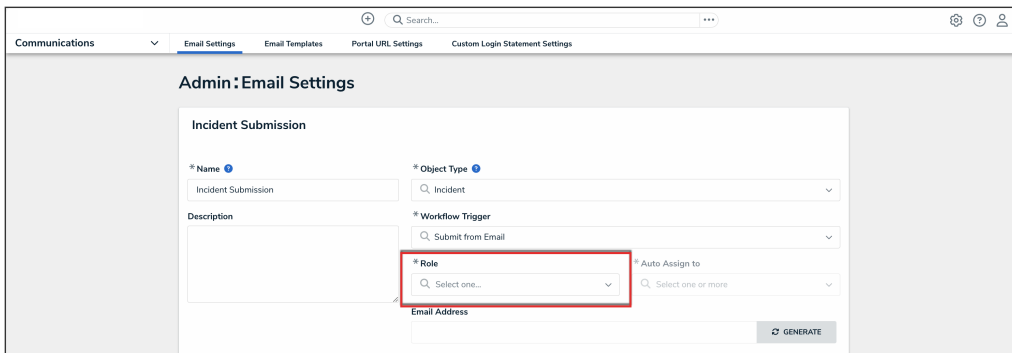 Search...
Communications
Email Settings Email Templates Portal URL Settings Custom Login Statement Settings
Admin:Email Settings
Incident Submission
* Name ?
* Object Type ?
Incident Submission
Incident
Description
* Workflow Trigger
Submit from Email
* Role
* Auto Assign to
Select one...
Select one or more
Email Address
GENERATE